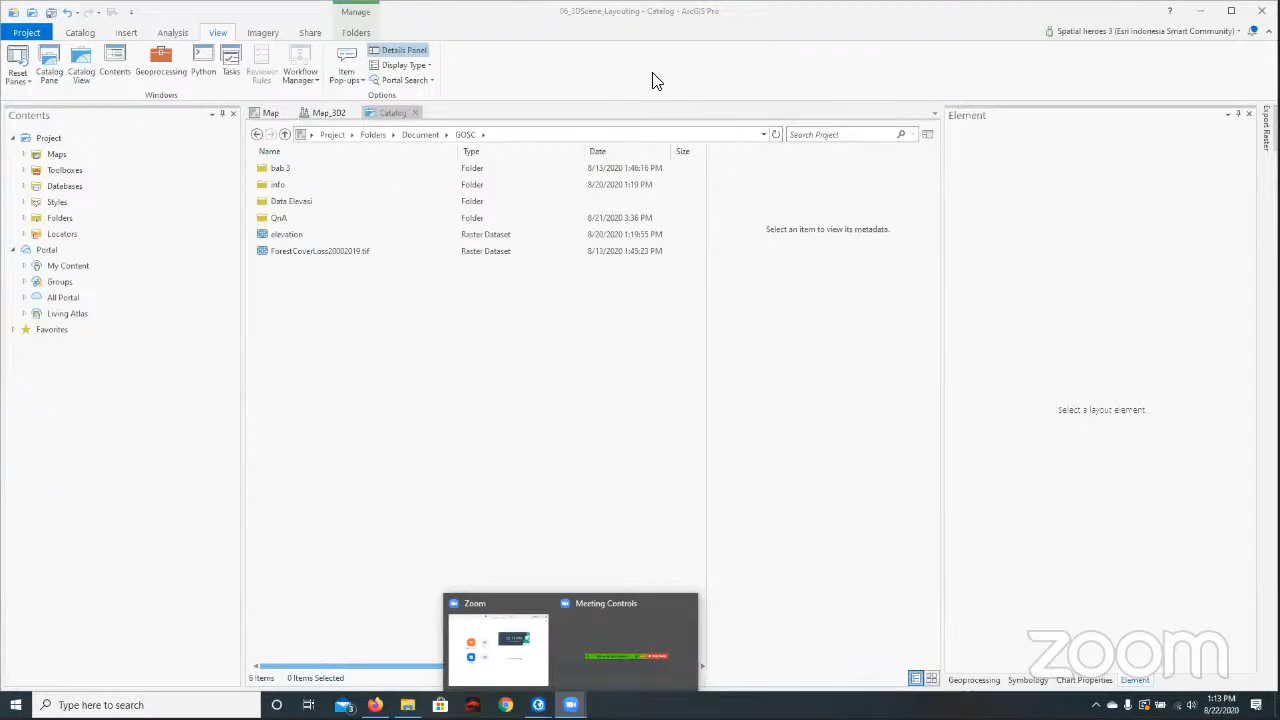 Manage
06_3DScene_Layouting - Catalog - ArcGIS Pro
Project Catalog Insert Analysis View Imagery Share Folders
Spatial heroes 3 (Esri Indonesia Smart Community)
Reset Panes
Catalog Pane
Catalog View
Contents
Geoprocessing
Python
Tasks
Reviewer Rules
Workflow Manager
Item Pop-ups
Details Panel
Display Type
Portal Search
Windows
Options
Contents
Map Map_3D2 Catalog
Element
Export Raster
Project
Maps
Toolboxes
Databases
Styles
Folders
Locators
Portal
My Content
Groups
All Portal
Living Atlas
Favorites
Project Folders Document GOSC
Search Project
Name Type Date Size
bab 3 Folder 8/13/2020 1:46:16 PM
info Folder 8/20/2020 1:19 PM
Data Elevasi Folder
QnA Folder 8/21/2020 3:38 PM
elevation Raster Dataset 8/20/2020 1:19:55 PM
ForestCoverLoss20002019.tif Raster Dataset 8/13/2020 1:45:23 PM
Select an item to view its metadata.
Select a layout element.
Zoom
Meeting Controls
6 Items 0 Items Selected
zoom
Geoprocessing Symbology Chart Properties Element
Type here to search
1:13 PM
8/22/2020